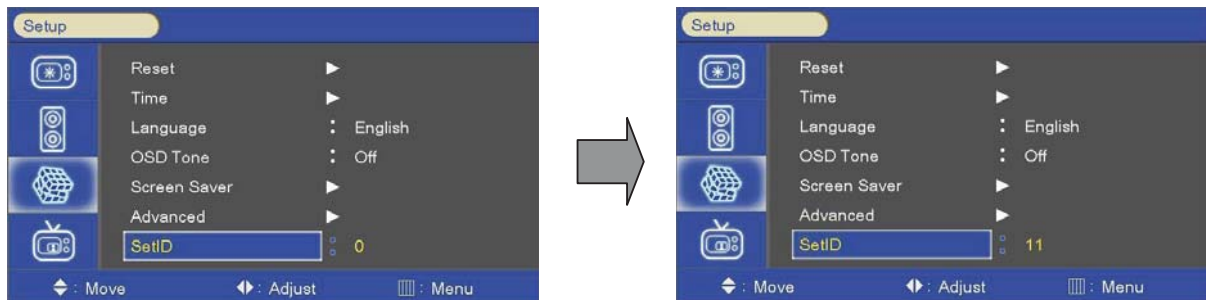 Setup
Reset ▶
Time ▶
Language : English
OSD Tone : Off
Screen Saver ▶
Advanced ▶
SetID : 0
: Move : Adjust : Menu
Setup
Reset ▶
Time ▶
Language : English
OSD Tone : Off
Screen Saver ▶
Advanced ▶
SetID : 11
: Move : Adjust : Menu